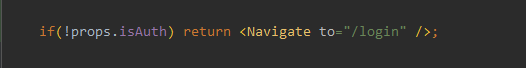 if(!props.isAuth) return <Navigate to="/login" />;